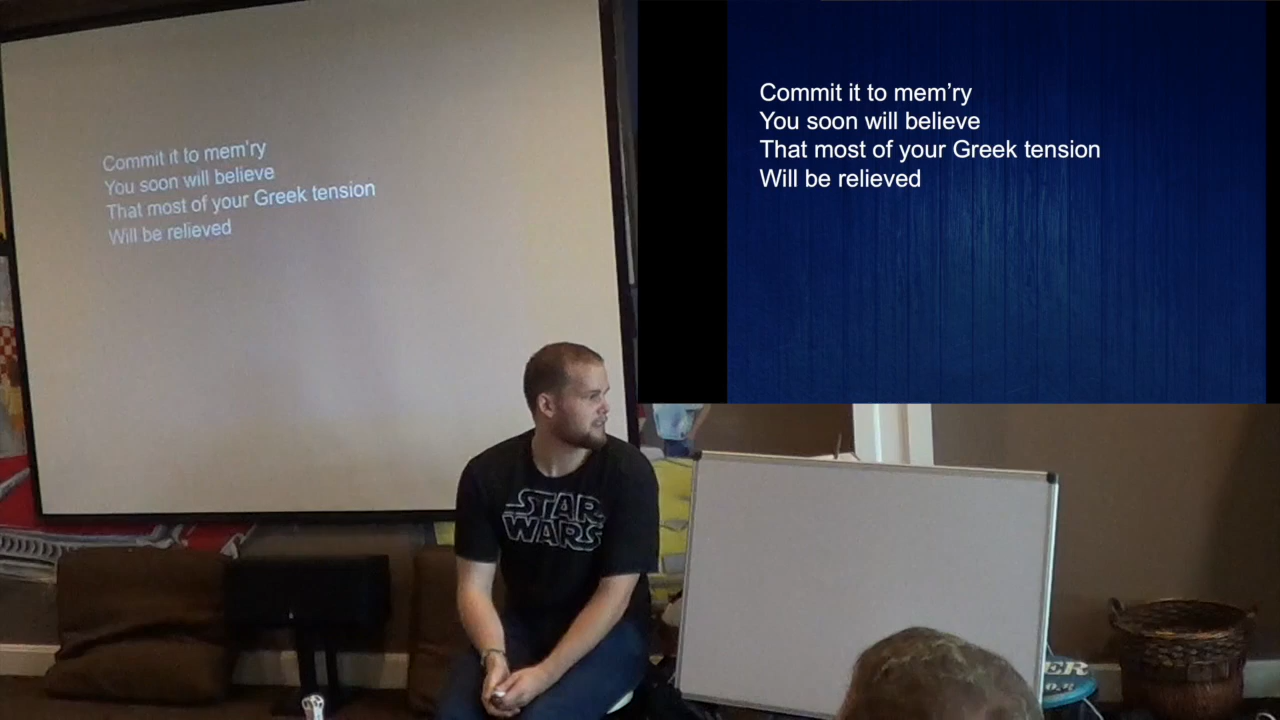 Commit it to mem’ry
You soon will believe
That most of your Greek tension
Will be relieved
Commit it to mem’ry
You soon will believe
That most of your Greek tension
Will be relieved
STAR
WARS